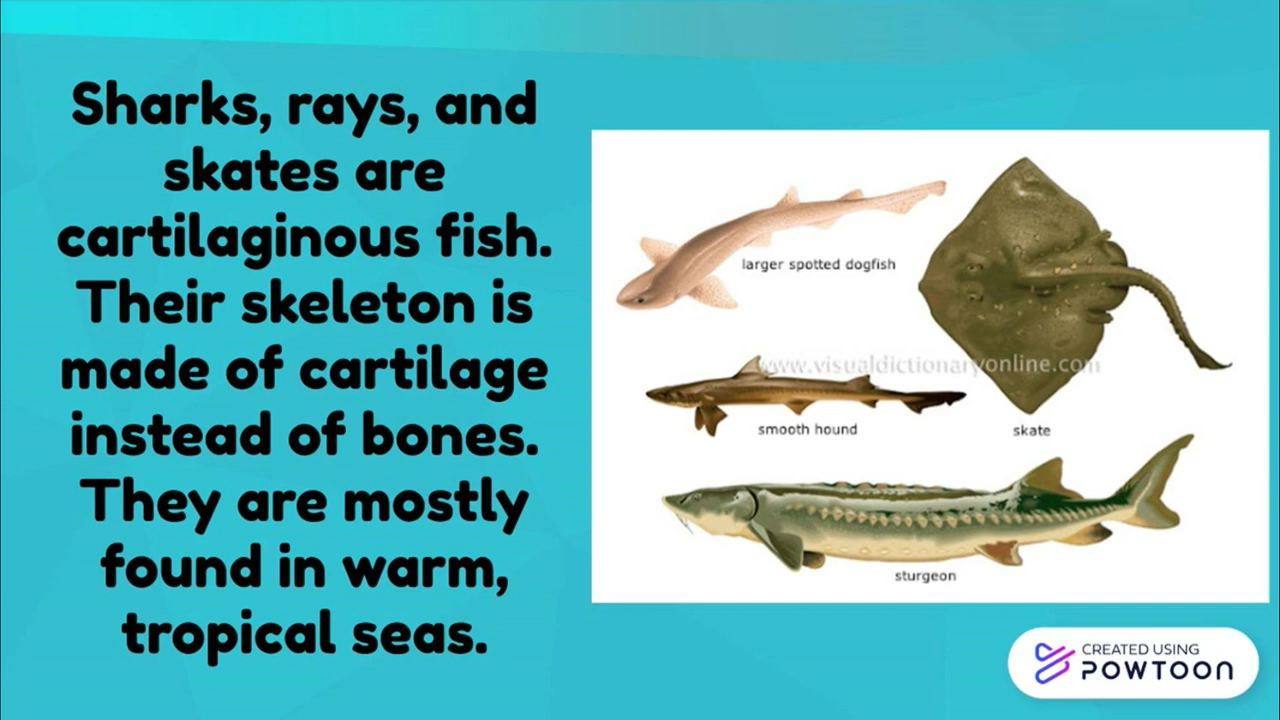 Sharks, rays, and
skates are
cartilaginous fish.
Their skeleton is
made of cartilage
instead of bones.
They are mostly
found in warm,
tropical seas.
larger spotted dogfish
www.visualdictionaryonline.com
smooth hound
skate
sturgeon
CREATED USING
POWTOON